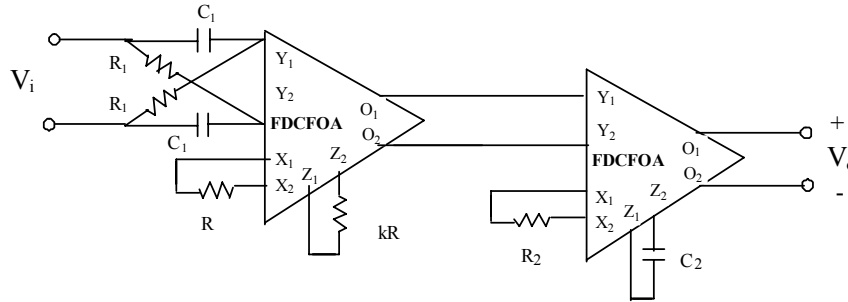 C1
Vi
R1
R1
C1
Y1
Y2
FDCFOA
X1
X2
Z1
Z2
O1
O2
R
kR
Y1
Y2
FDCFOA
X1
X2
Z1
Z2
O1
O2
R2
C2
+
-